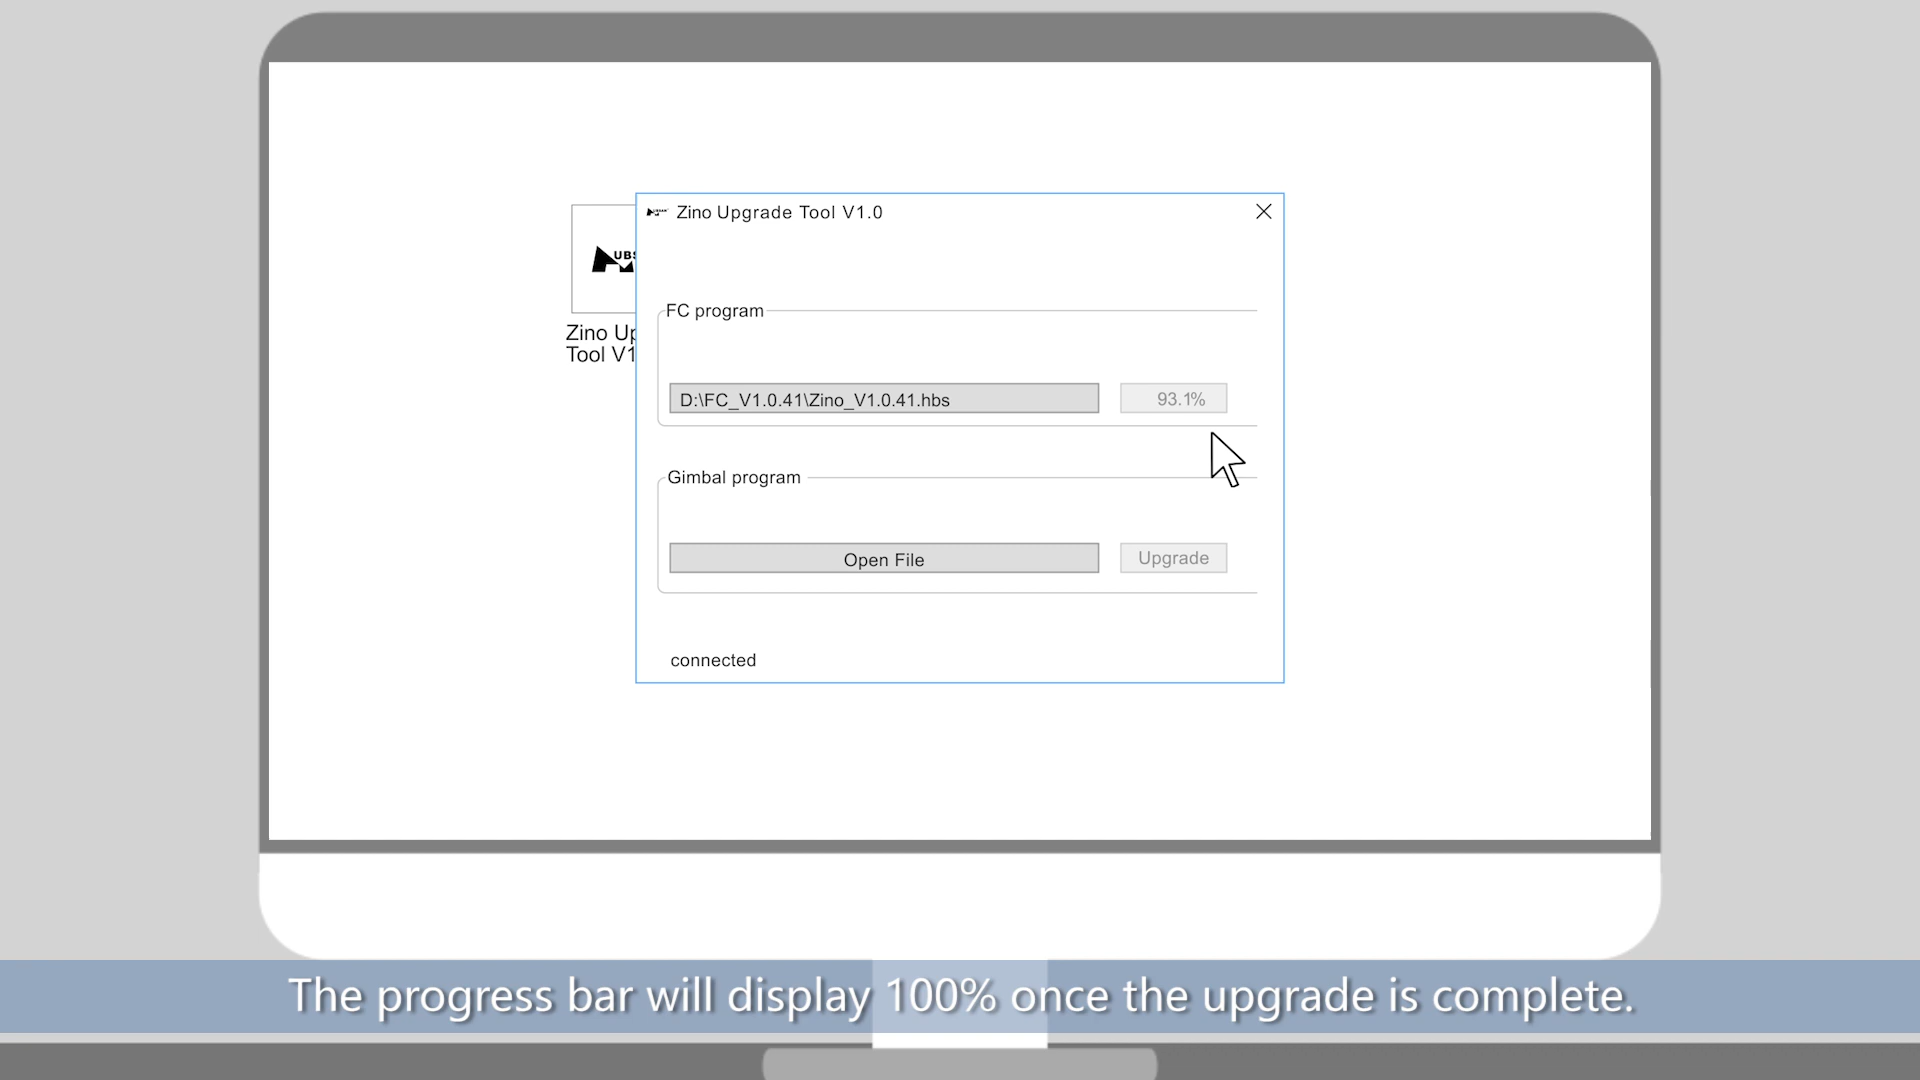 Zino Upgrade Tool V1.0
UBS
Zino Up
Tool V1
FC program
D:\FC_V1.0.41\Zino_V1.0.41.hbs
93.1%
Gimbal program
Open File
Upgrade
connected
The progress bar will display 100% once the upgrade is complete.